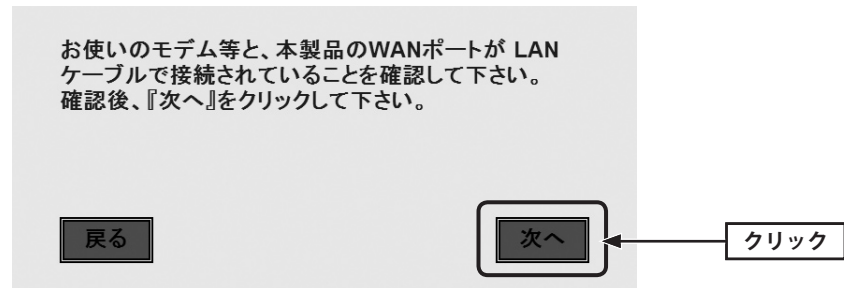 お使いのモデム等と、本製品のWANポートが LAN
ケーブルで接続されていることを確認して下さい。
確認後、『次へ』をクリックして下さい。
戻る
次へ
クリック